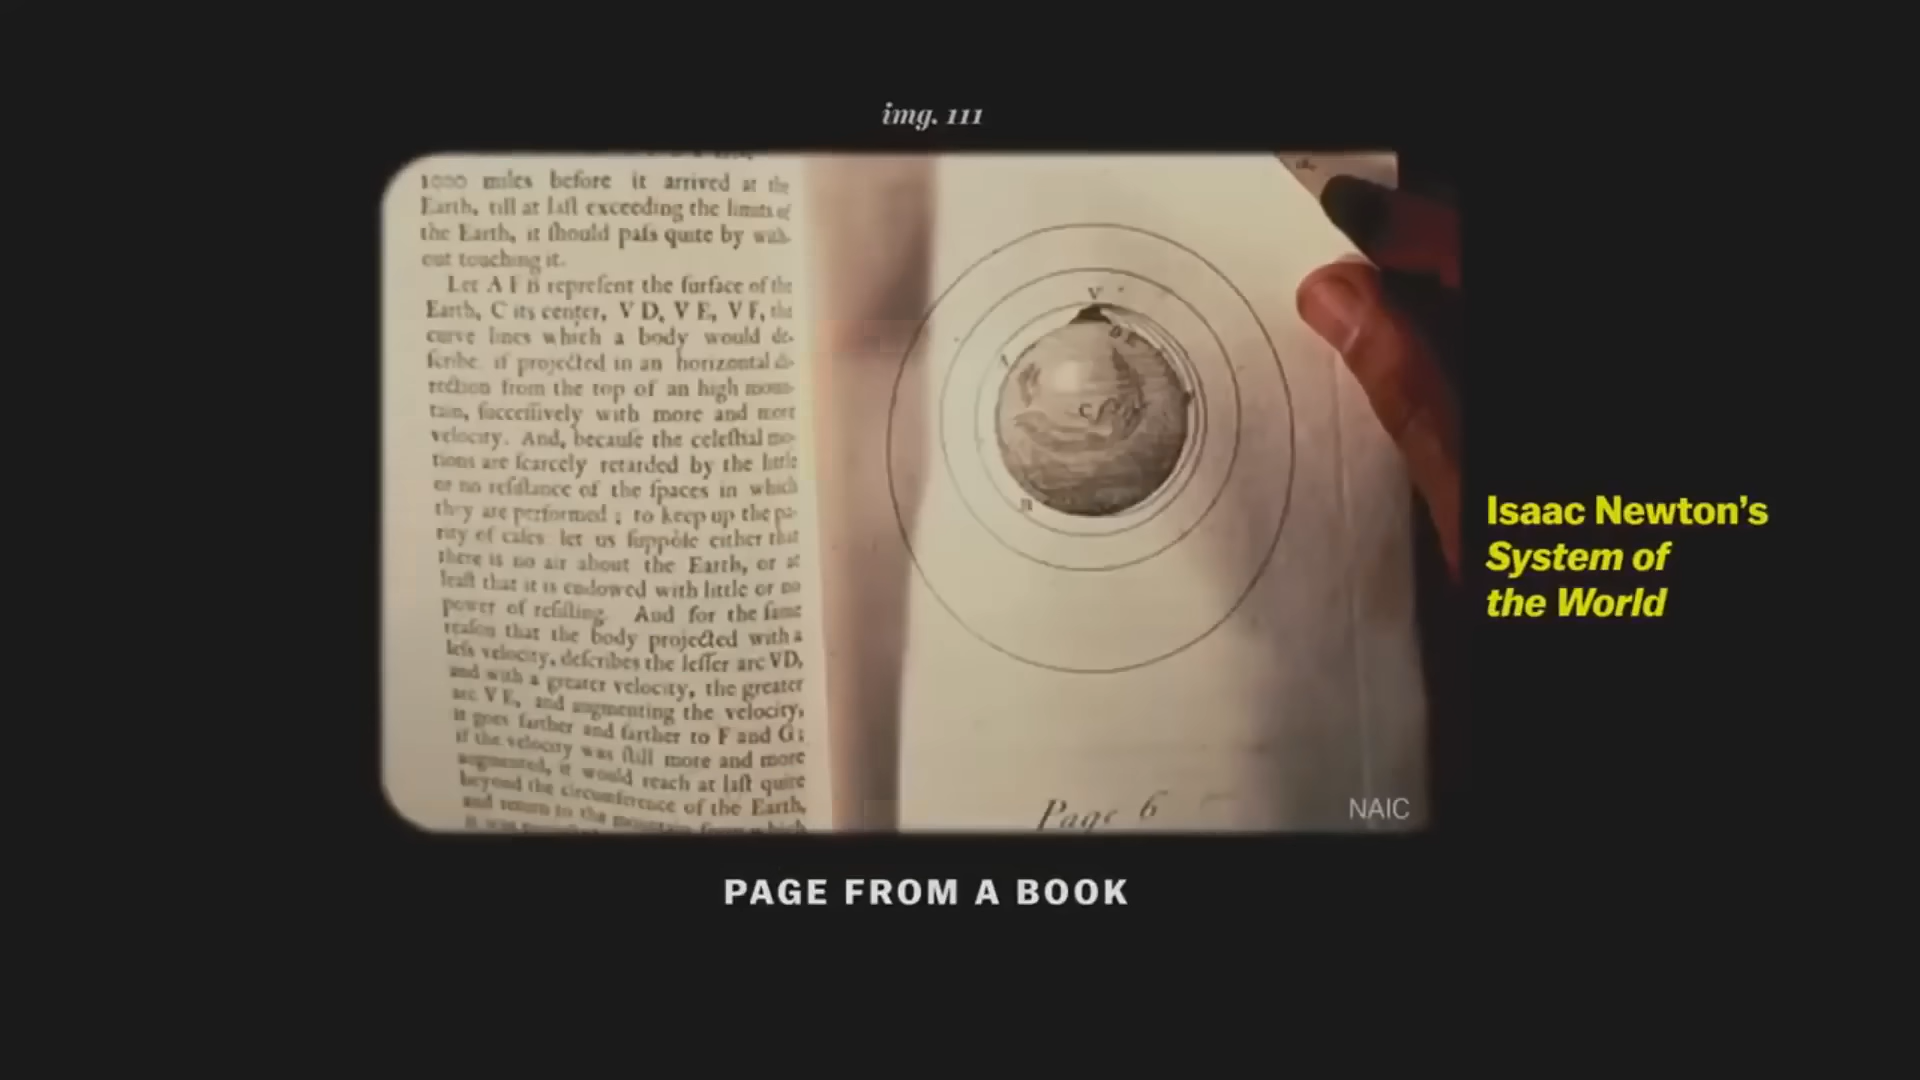 img. 111
1000 miles before it arrived at the
Earth, till at laſt exceeding the limits of
the Earth, it ſhould paſs quite by with-
out touching it.
Let A F B repreſent the ſurface of the
Earth, C its center, V D, V E, V F, the
curve lines which a body would de-
ſcribe, if projected in an horizontal di-
rection from the top of an high moun-
tain, ſucceſſively with more and more
velocity. And, becauſe the celeſtial mo-
tions are ſcarcely retarded by the little
or no reſiſtance of the ſpaces in which
they are performed; to keep up the pa-
rity of caſes, let us ſuppoſe either that
there is no air about the Earth, or at
leaſt that it is endowed with little or no
power of reſiſting. And for the ſame
reaſon that the body projected with a
leſs velocity, deſcribes the leſſer arc VD,
and with a greater velocity, the greater
arc V E, and augmenting the velocity,
it goes farther and farther to F and G;
if the velocity was ſtill more and more
augmented, it would reach at laſt quite
beyond the circumference of the Earth,
and return to the mountain from which
it was
V
D E
A
C
B
Page 6
NAIC
Isaac Newton's
System of
the World
PAGE FROM A BOOK